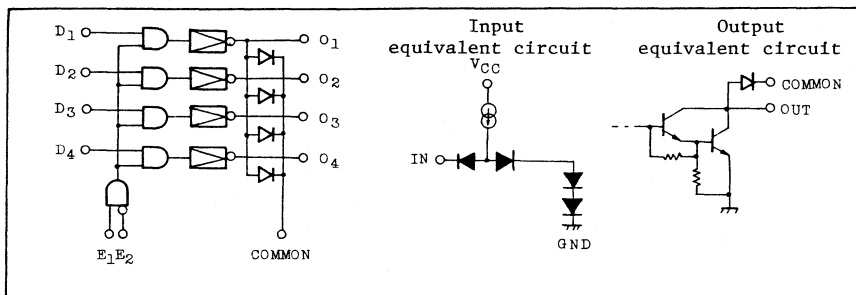 D1
O1
D2
O2
D3
O3
D4
O4
E1E2
COMMON
Input
equivalent circuit
VCC
IN
GND
Output
equivalent circuit
COMMON
OUT